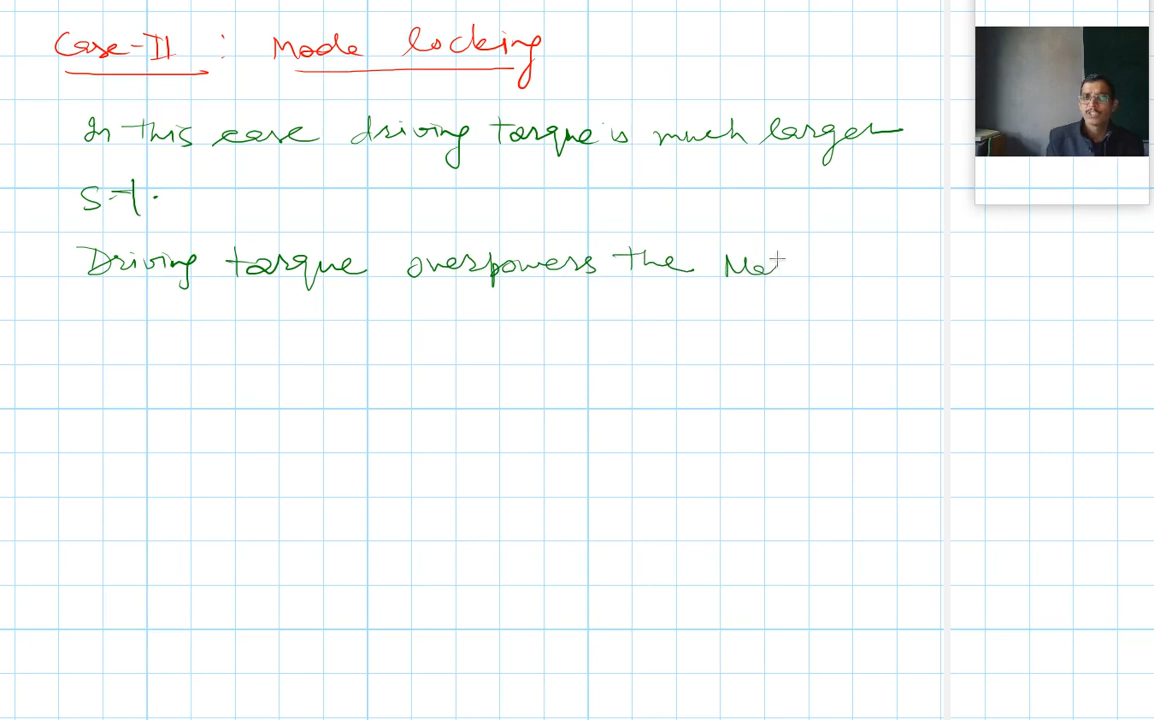 Case-II : Mode locking
In this case driving torque is much larger
s.t.
Driving torque overpowers the